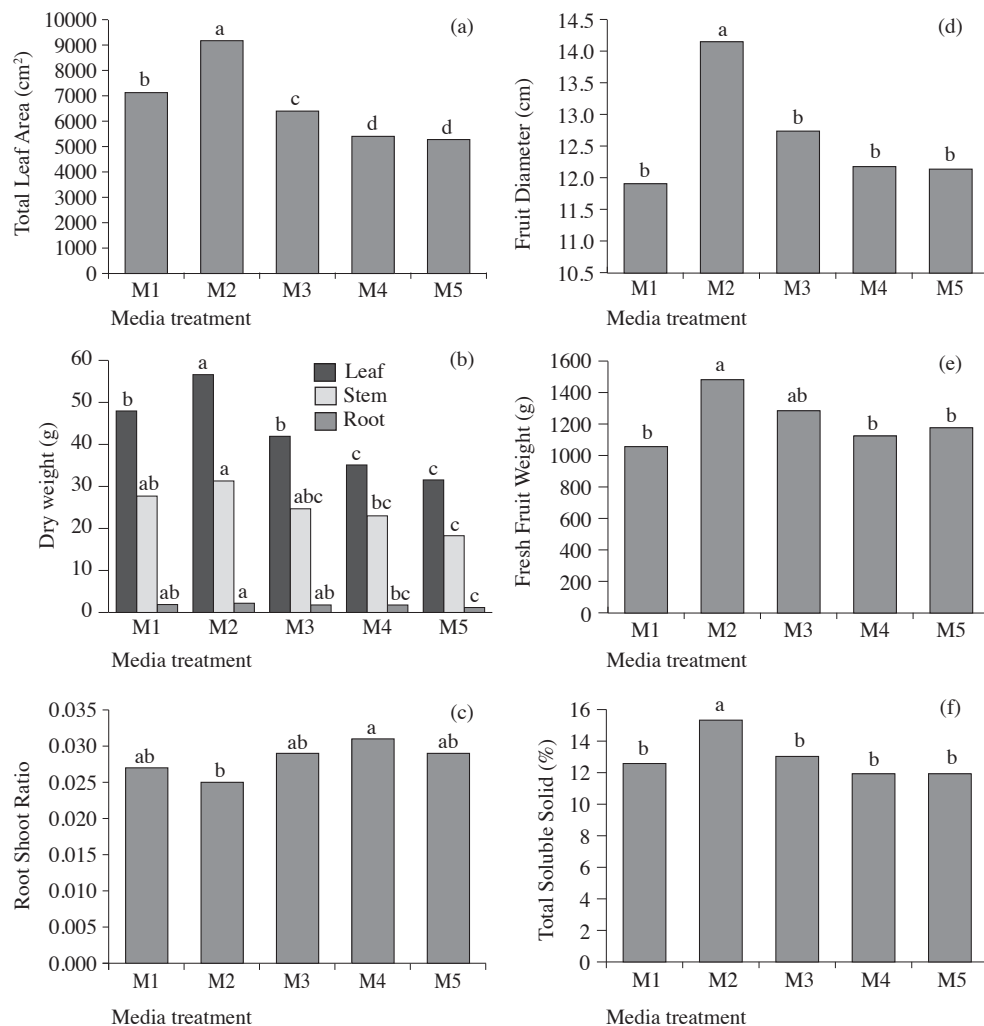 (a)
Total Leaf Area (cm²)
10000
9000
8000
7000
6000
5000
4000
3000
2000
1000
0
b
a
c
d
d
M1 M2 M3 M4 M5
Media treatment
(d)
Fruit Diameter (cm)
14.5
14.0
13.5
13.0
12.5
12.0
11.5
11.0
10.5
b
a
b
b
b
M1 M2 M3 M4 M5
Media treatment
(b)
Dry weight (g)
60
50
40
30
20
10
0
Leaf
Stem
Root
b
ab
ab
a
a
a
b
abc
ab
c
bc
bc
c
c
c
M1 M2 M3 M4 M5
Media treatment
(e)
Fresh Fruit Weight (g)
1600
1400
1200
1000
800
600
400
200
0
b
a
ab
b
b
M1 M2 M3 M4 M5
Media treatment
(c)
Root Shoot Ratio
0.035
0.030
0.025
0.020
0.015
0.010
0.005
0.000
ab
b
ab
a
ab
M1 M2 M3 M4 M5
Media treatment
(f)
Total Soluble Solid (%)
16
14
12
10
8
6
4
2
0
b
a
b
b
b
M1 M2 M3 M4 M5
Media treatment